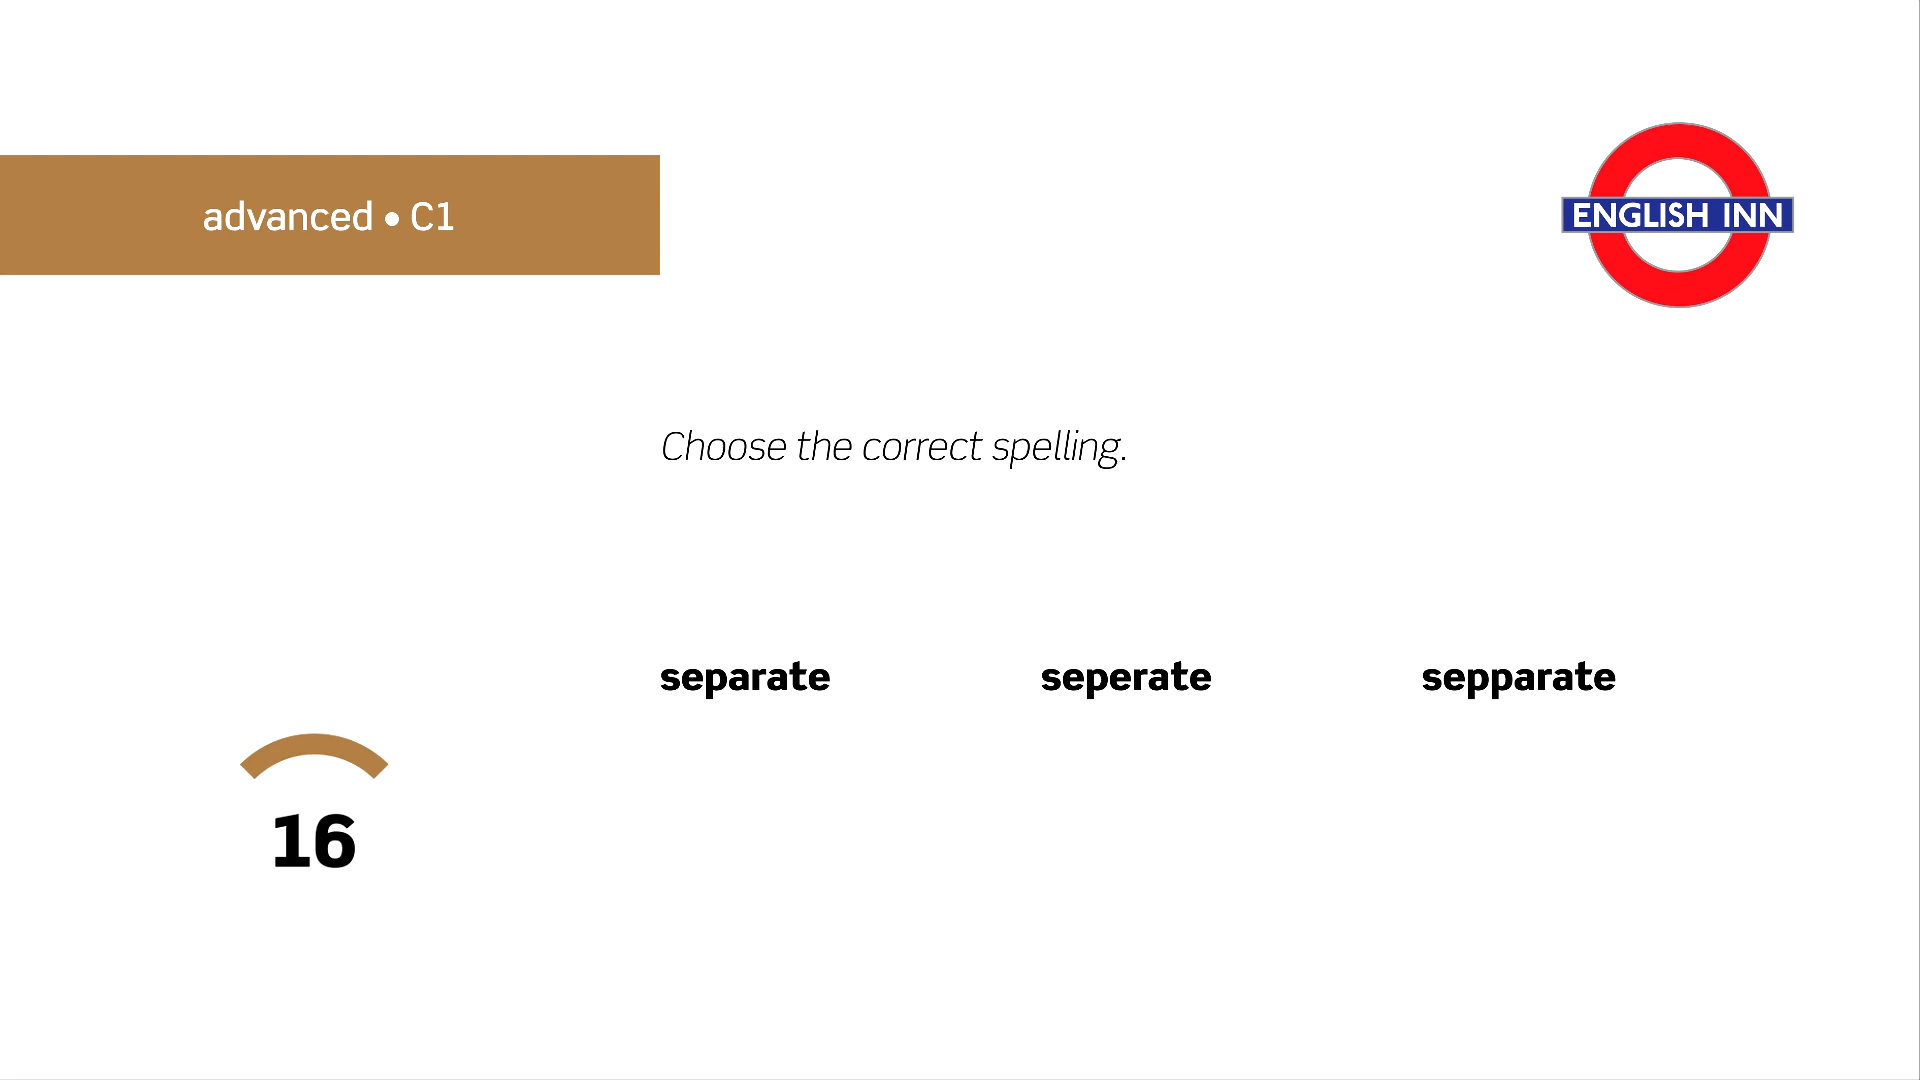 advanced • C1
ENGLISH INN
Choose the correct spelling.
separate seperate sepparate
16